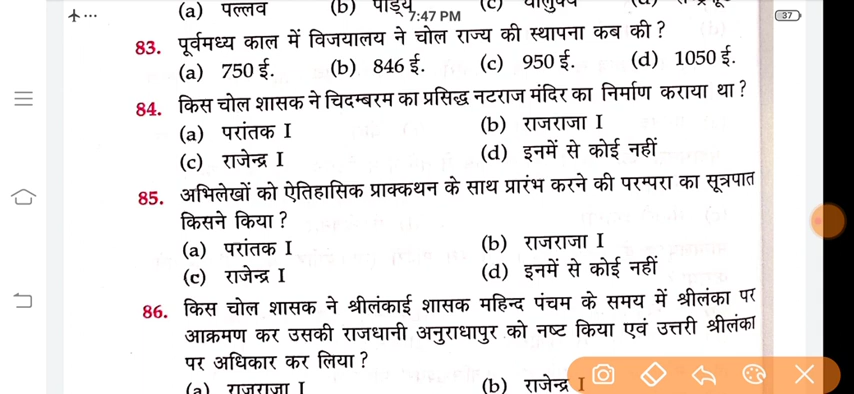 (a) पल्लव (b) पांड्य (c) चालुक्य
7:47 PM
37
83. पूर्वमध्य काल में विजयालय ने चोल राज्य की स्थापना कब की ?
(a) 750 ई. (b) 846 ई. (c) 950 ई. (d) 1050 ई.
84. किस चोल शासक ने चिदम्बरम का प्रसिद्ध नटराज मंदिर का निर्माण कराया था ?
(a) परांतक I (b) राजराजा I
(c) राजेन्द्र I (d) इनमें से कोई नहीं
85. अभिलेखों को ऐतिहासिक प्राक्कथन के साथ प्रारंभ करने की परम्परा का सूत्रपात
किसने किया ?
(a) परांतक I (b) राजराजा I
(c) राजेन्द्र I (d) इनमें से कोई नहीं
86. किस चोल शासक ने श्रीलंकाई शासक महिन्द पंचम के समय में श्रीलंका पर
आक्रमण कर उसकी राजधानी अनुराधापुर को नष्ट किया एवं उत्तरी श्रीलंका
पर अधिकार कर लिया ?
(a) राजराजा I (b) राजेन्द्र I